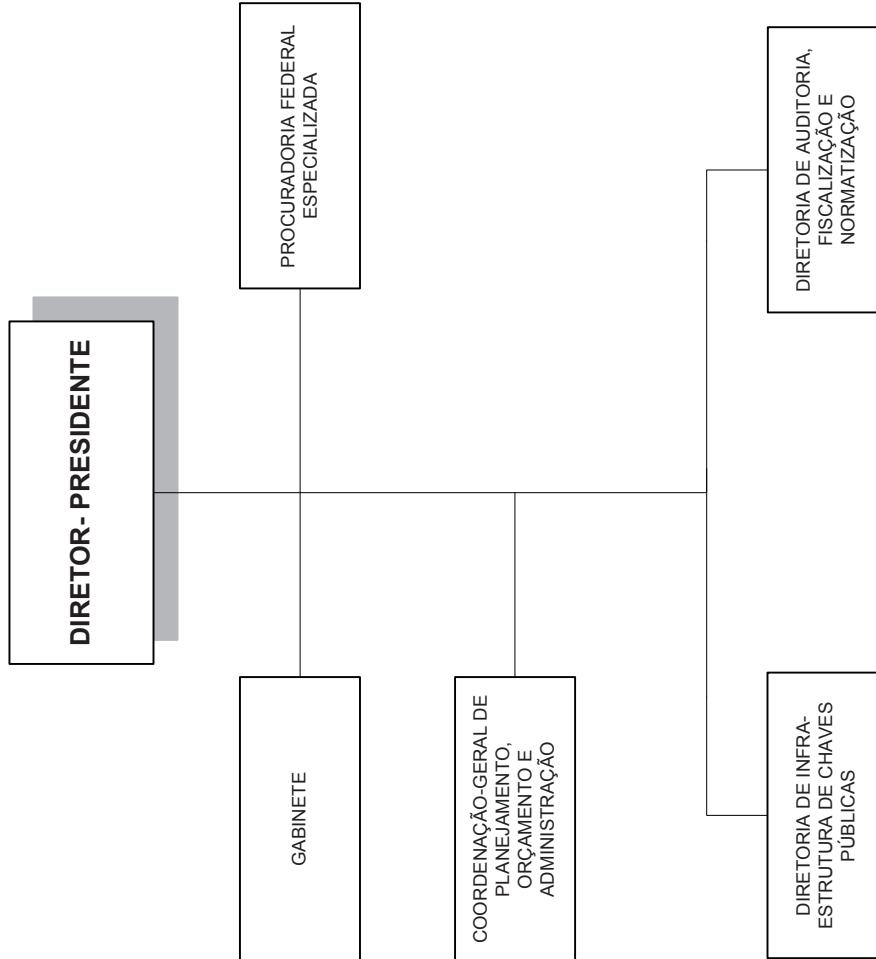 DIRETOR- PRESIDENTE
GABINETE
PROCURADORIA FEDERAL
ESPECIALIZADA
COORDENAÇÃO-GERAL DE
PLANEJAMENTO,
ORÇAMENTO E
ADMINISTRAÇÃO
DIRETORIA DE INFRA-
ESTRUTURA DE CHAVES
PÚBLICAS
DIRETORIA DE AUDITORIA,
FISCALIZAÇÃO E
NORMATIZAÇÃO